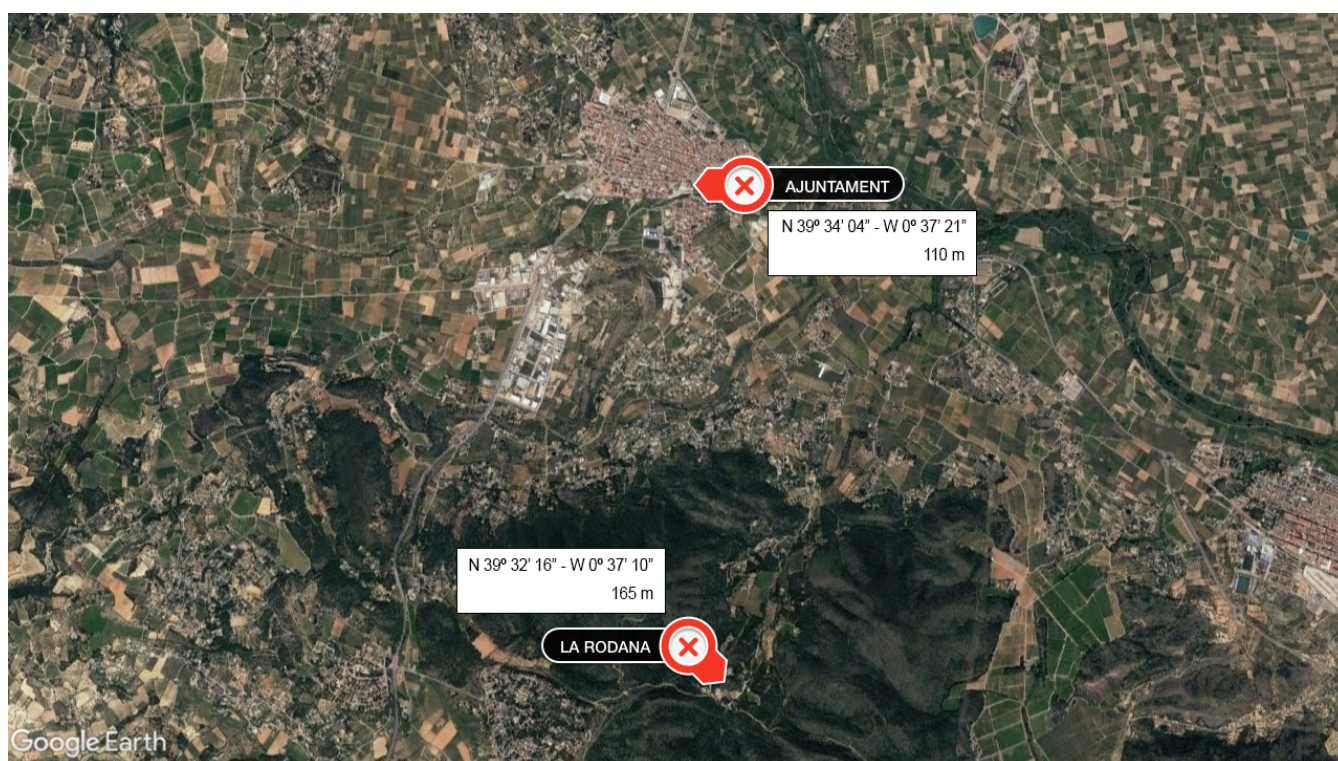 AJUNTAMENT
N 39º 34’ 04” - W 0º 37’ 21”
110 m
N 39º 32’ 16” - W 0º 37’ 10”
165 m
LA RODANA
Google Earth